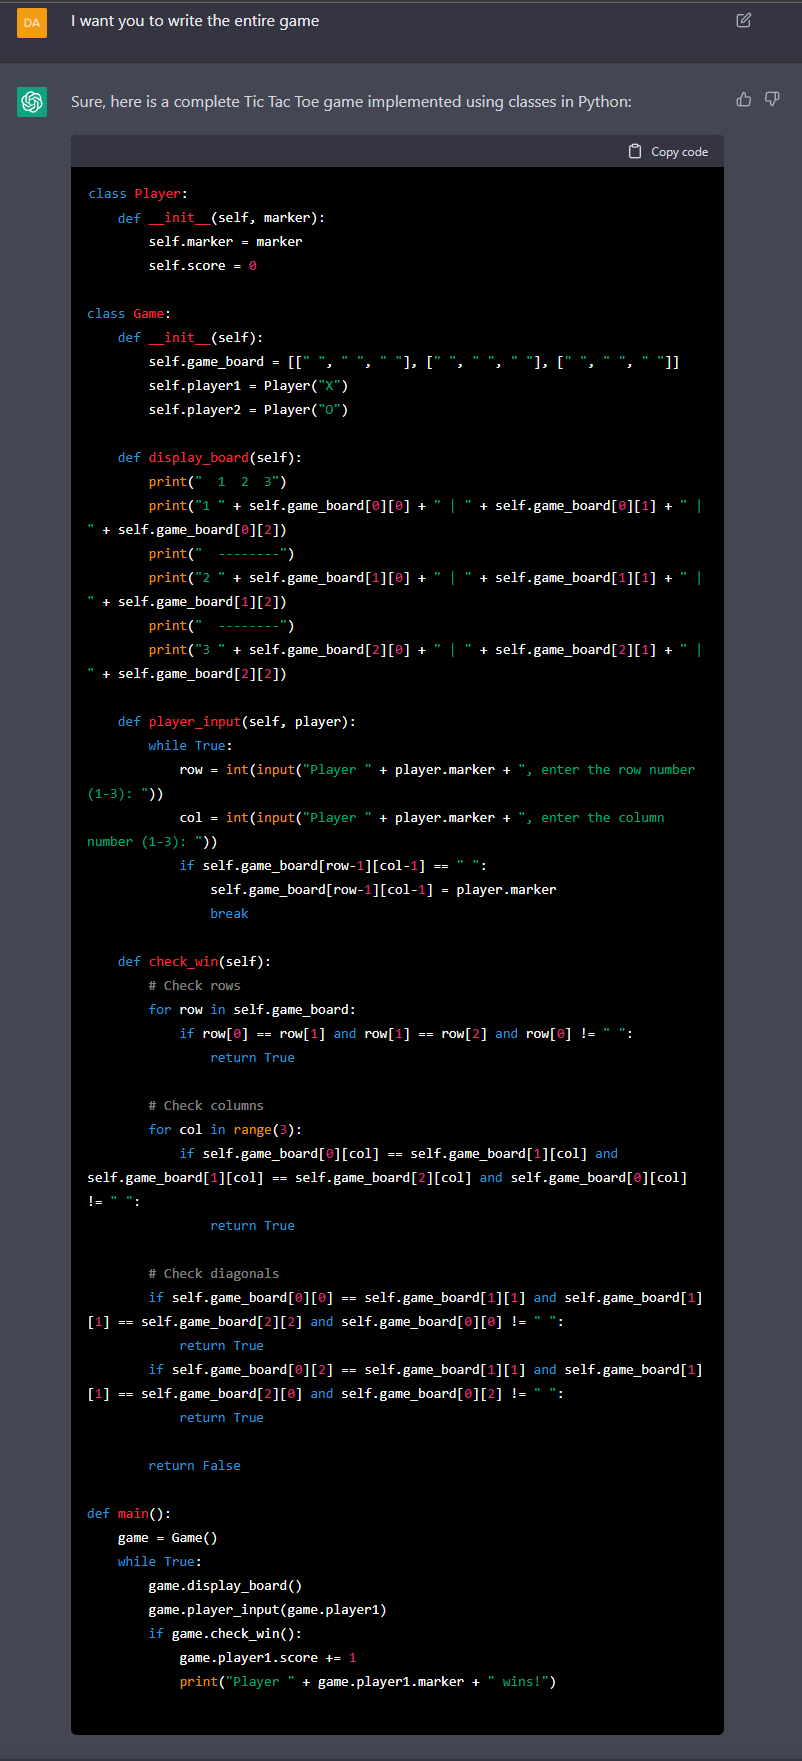 DA
I want you to write the entire game
Sure, here is a complete Tic Tac Toe game implemented using classes in Python:
Copy code
class Player:
    def __init__(self, marker):
        self.marker = marker
        self.score = 0

class Game:
    def __init__(self):
        self.game_board = [[" ", " ", " "], [" ", " ", " "], [" ", " ", " "]]
        self.player1 = Player("X")
        self.player2 = Player("O")

    def display_board(self):
        print("  1  2  3")
        print("1 " + self.game_board[0][0] + " | " + self.game_board[0][1] + " |
" + self.game_board[0][2])
        print("  --------")
        print("2 " + self.game_board[1][0] + " | " + self.game_board[1][1] + " |
" + self.game_board[1][2])
        print("  --------")
        print("3 " + self.game_board[2][0] + " | " + self.game_board[2][1] + " |
" + self.game_board[2][2])

    def player_input(self, player):
        while True:
            row = int(input("Player " + player.marker + ", enter the row number
(1-3): "))
            col = int(input("Player " + player.marker + ", enter the column
number (1-3): "))
            if self.game_board[row-1][col-1] == " ":
                self.game_board[row-1][col-1] = player.marker
                break

    def check_win(self):
        # Check rows
        for row in self.game_board:
            if row[0] == row[1] and row[1] == row[2] and row[0] != " ":
                return True

        # Check columns
        for col in range(3):
            if self.game_board[0][col] == self.game_board[1][col] and
self.game_board[1][col] == self.game_board[2][col] and self.game_board[0][col]
!= " ":
                return True

        # Check diagonals
        if self.game_board[0][0] == self.game_board[1][1] and self.game_board[1]
[1] == self.game_board[2][2] and self.game_board[0][0] != " ":
            return True
        if self.game_board[0][2] == self.game_board[1][1] and self.game_board[1]
[1] == self.game_board[2][0] and self.game_board[0][2] != " ":
            return True

        return False

def main():
    game = Game()
    while True:
        game.display_board()
        game.player_input(game.player1)
        if game.check_win():
            game.player1.score += 1
            print("Player " + game.player1.marker + " wins!")